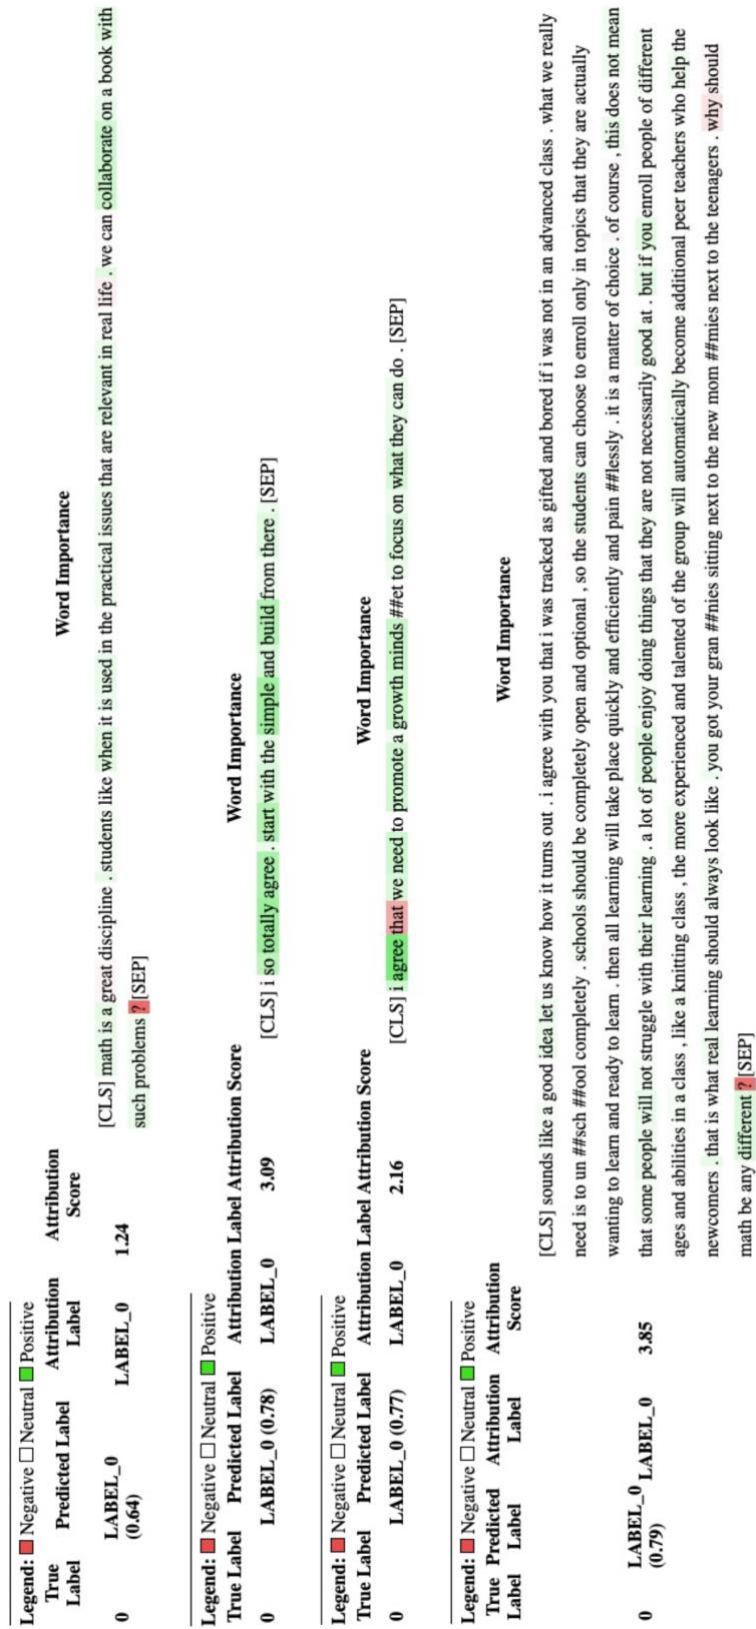 Legend: Negative Neutral Positive
True Label Predicted Label Attribution Label Attribution Score Word Importance
0 LABEL_0 (0.64) LABEL_0 1.24 [CLS] math is a great discipline . students like when it is used in the practical issues that are relevant in real life . we can collaborate on a book with
such problems ? [SEP]
Legend: Negative Neutral Positive
True Label Predicted Label Attribution Label Attribution Score Word Importance
0 LABEL_0 (0.78) LABEL_0 3.09 [CLS] i so totally agree . start with the simple and build from there . [SEP]
Legend: Negative Neutral Positive
True Label Predicted Label Attribution Label Attribution Score Word Importance
0 LABEL_0 (0.77) LABEL_0 2.16 [CLS] i agree that we need to promote a growth minds ##et to focus on what they can do . [SEP]
Legend: Negative Neutral Positive
True Label Predicted Label Attribution Label Attribution Score Word Importance
[CLS] sounds like a good idea let us know how it turns out . i agree with you that i was tracked as gifted and bored if i was not in an advanced class . what we really
need is to un ##sch ##ool completely . schools should be completely open and optional , so the students can choose to enroll only in topics that they are actually
wanting to learn and ready to learn . then all learning will take place quickly and efficiently and pain ##lessly . it is a matter of choice . of course , this does not mean
0 LABEL_0 (0.79) LABEL_0 3.85 that some people will not struggle with their learning . a lot of people enjoy doing things that they are not necessarily good at . but if you enroll people of different
ages and abilities in a class , like a knitting class , the more experienced and talented of the group will automatically become additional peer teachers who help the
newcomers . that is what real learning should always look like . you got your gran ##nies sitting next to the new mom ##mies next to the teenagers . why should
math be any different ? [SEP]